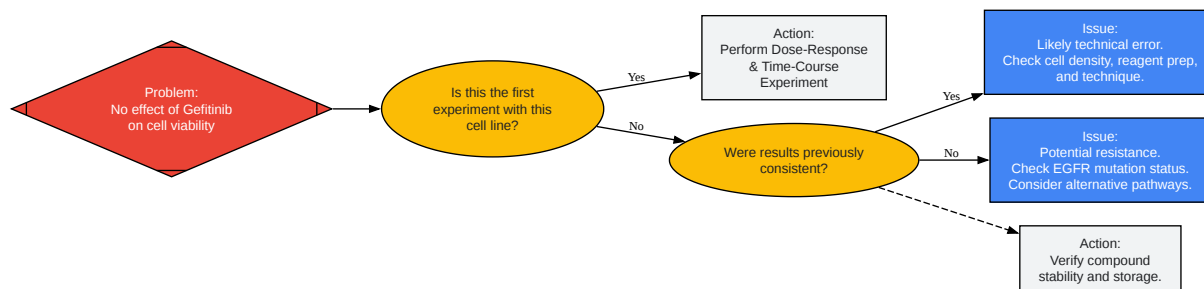 Problem:
No effect of Gefitinib
on cell viability
Is this the first
experiment with this
cell line?
Yes
Action:
Perform Dose-Response
& Time-Course
Experiment
No
Were results previously
consistent?
Yes
Issue:
Likely technical error.
Check cell density, reagent prep,
and technique.
No
Issue:
Potential resistance.
Check EGFR mutation status.
Consider alternative pathways.
Action:
Verify compound
stability and storage.